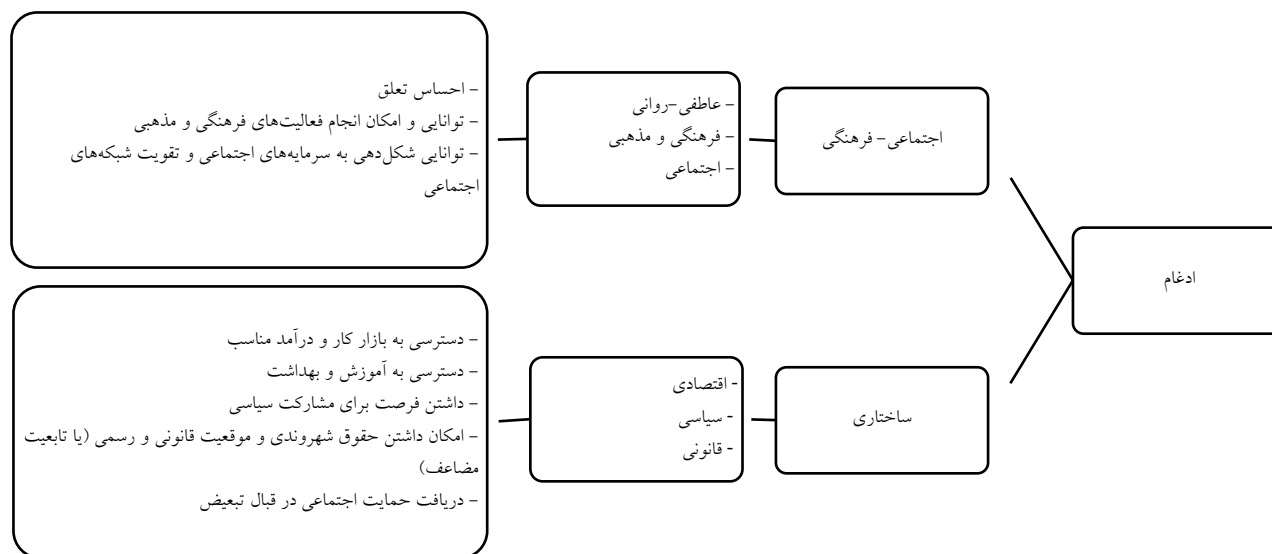 ادغام
اجتماعی- فرهنگی
– عاطفی–روانی
– فرهنگی و مذهبی
– اجتماعی
– احساس تعلق
– توانایی و امکان انجام فعالیت‌های فرهنگی و مذهبی
– توانایی شکل‌دهی به سرمایه‌های اجتماعی و تقویت شبکه‌های
اجتماعی
ساختاری
- اقتصادی
- سیاسی
- قانونی
– دسترسی به بازار کار و درآمد مناسب
– دسترسی به آموزش و بهداشت
– داشتن فرصت برای مشارکت سیاسی
– امکان داشتن حقوق شهروندی و موقعیت قانونی و رسمی (یا تابعیت
مضاعف)
– دریافت حمایت اجتماعی در قبال تبعیض